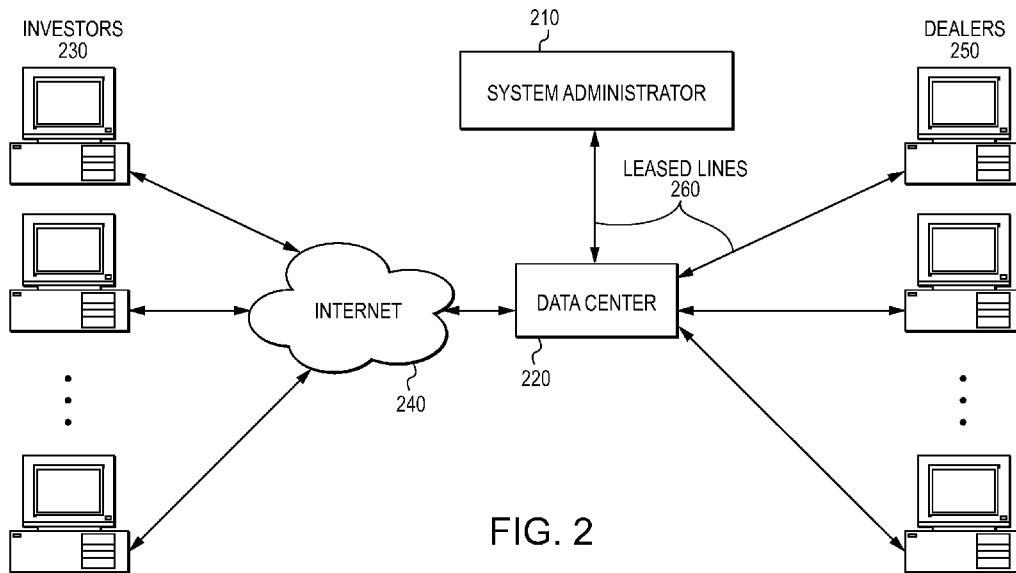 INVESTORS
230
210
SYSTEM ADMINISTRATOR
DEALERS
250
LEASED LINES
260
INTERNET
240
DATA CENTER
220
FIG. 2